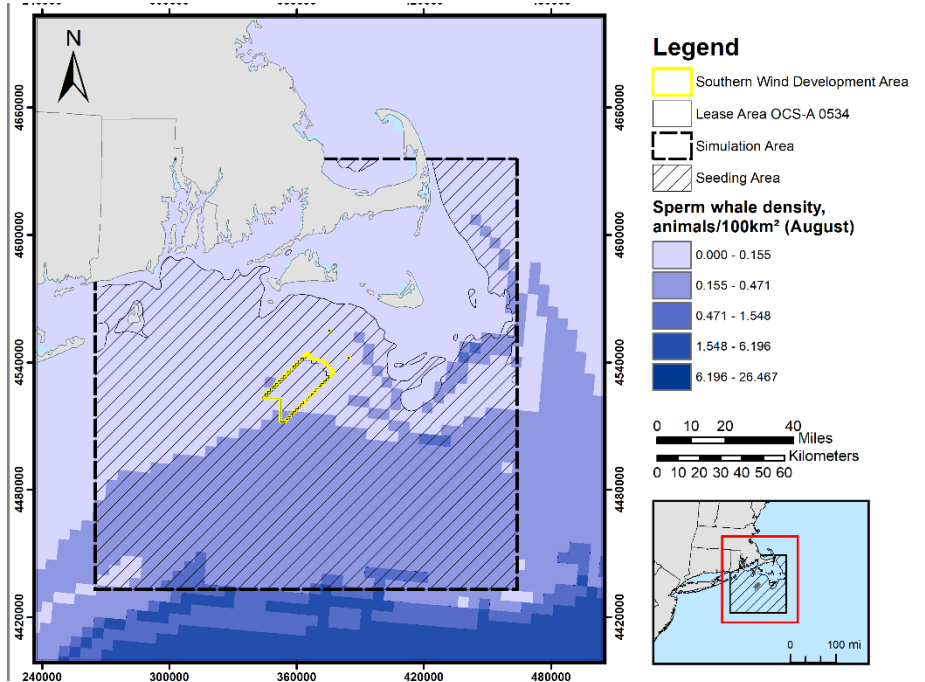 N
Legend
Southern Wind Development Area
Lease Area OCS-A 0534
Simulation Area
Seeding Area
Sperm whale density,
animals/100km² (August)
0.000 - 0.155
0.155 - 0.471
0.471 - 1.548
1.548 - 6.196
6.196 - 26.467
0 10 20 40
Miles
Kilometers
0 10 20 30 40 50 60
0 100 mi
4660000
4600000
4540000
4480000
4420000
4660000
4600000
4540000
4480000
4420000
240000 300000 360000 420000 480000